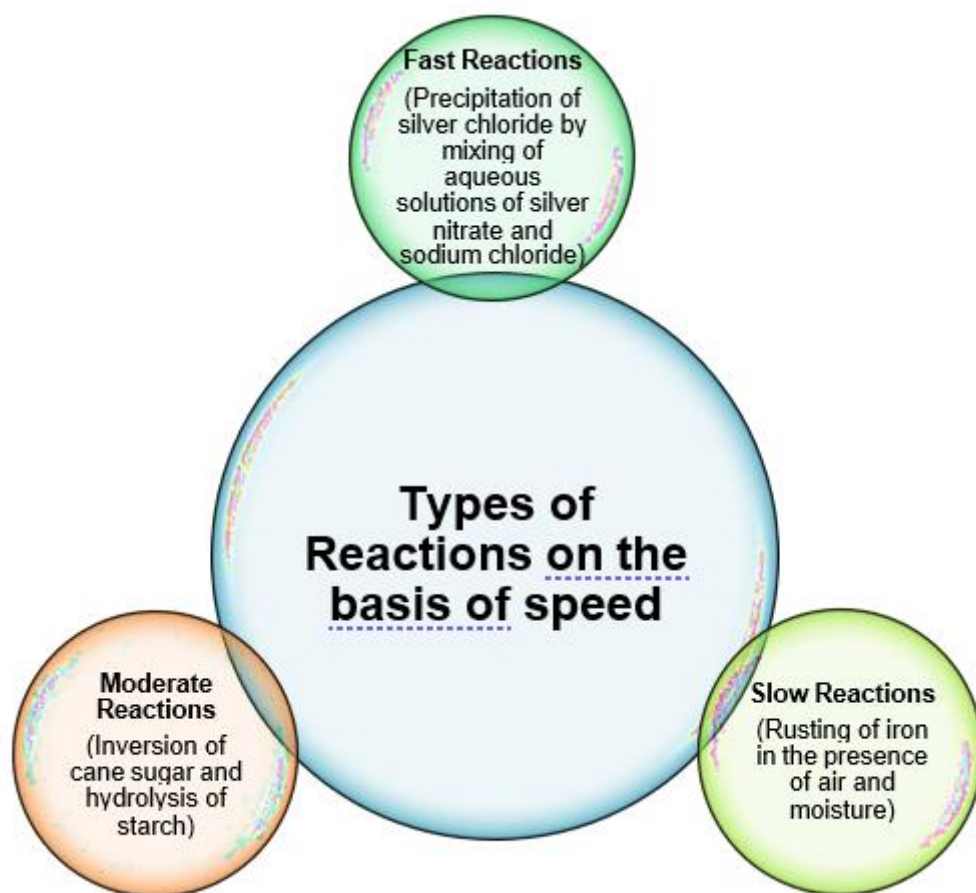 Fast Reactions
(Precipitation of
silver chloride by
mixing of
aqueous
solutions of silver
nitrate and
sodium chloride)
Types of
Reactions on the
basis of speed
Moderate
Reactions
(Inversion of
cane sugar and
hydrolysis of
starch)
Slow Reactions
(Rusting of iron
in the presence
of air and
moisture)